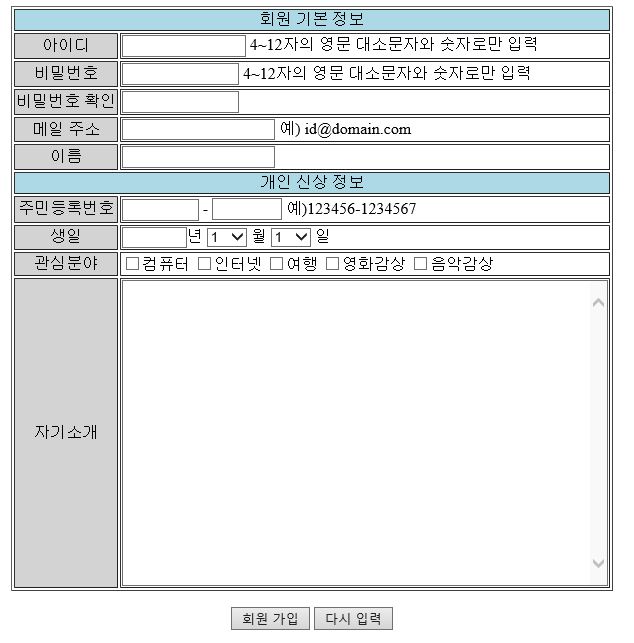 회원 기본 정보
아이디 4~12자의 영문 대소문자와 숫자로만 입력
비밀번호 4~12자의 영문 대소문자와 숫자로만 입력
비밀번호 확인
메일 주소 예) id@domain.com
이름
개인 신상 정보
주민등록번호 - 예)123456-1234567
생일 년 1 월 1 일
관심분야 컴퓨터 인터넷 여행 영화감상 음악감상
자기소개
회원 가입 다시 입력